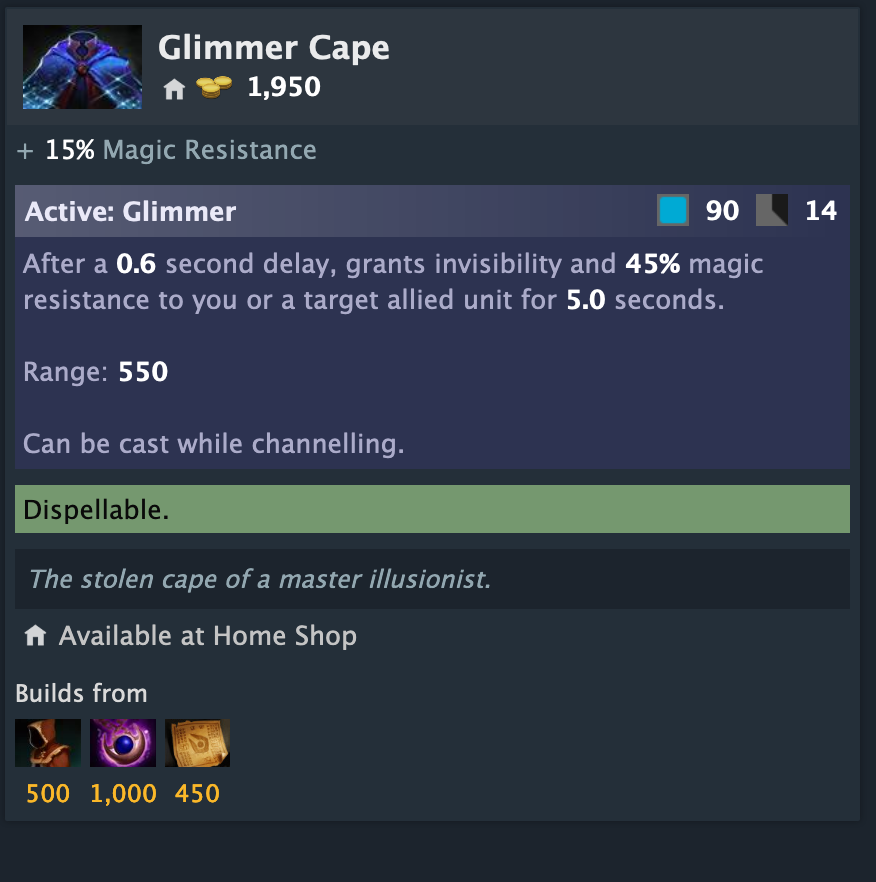 Glimmer Cape
1,950
+ 15% Magic Resistance
Active: Glimmer 90 14
After a 0.6 second delay, grants invisibility and 45% magic
resistance to you or a target allied unit for 5.0 seconds.
Range: 550
Can be cast while channelling.
Dispellable.
The stolen cape of a master illusionist.
Available at Home Shop
Builds from
500 1,000 450